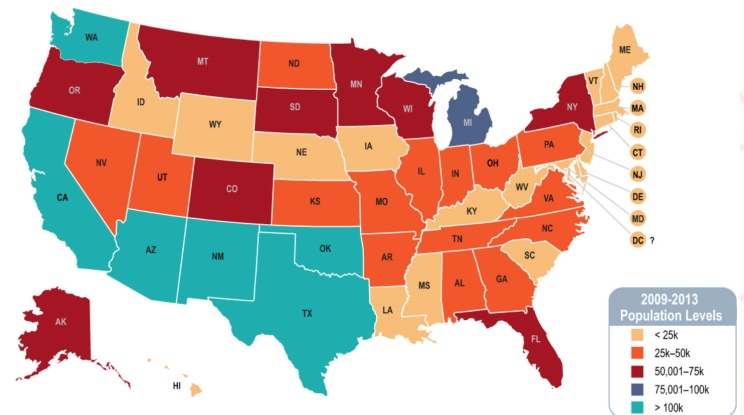 WA
MT
ND
MN
ME
VT
NH
OR
ID
SD
WI
MI
NY
MA
WY
RI
IA
NE
PA
CT
NV
UT
CO
IL
IN
OH
NJ
CA
KS
MO
WV
VA
DE
KY
MD
AZ
NM
OK
AR
TN
NC
DC ?
SC
MS
AL
GA
LA
TX
AK
FL
HI
2009-2013
Population Levels
< 25k
25k–50k
50,001–75k
75,001–100k
> 100k